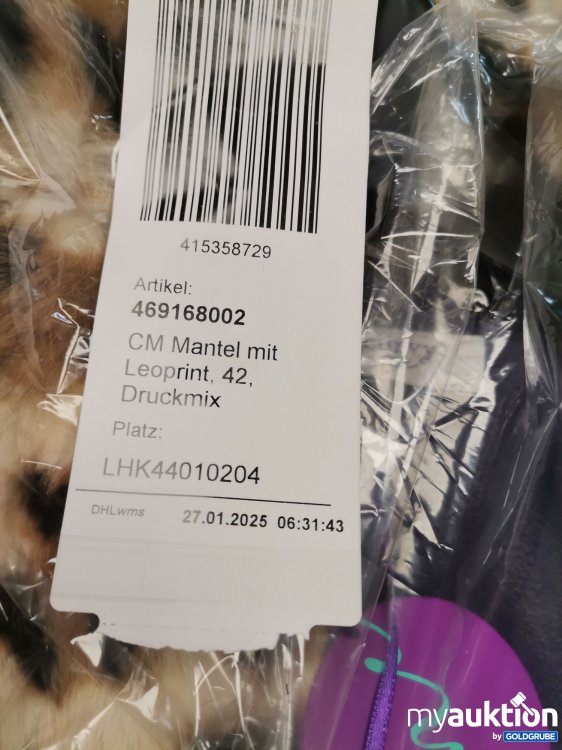 415358729
Artikel:
469168002
CM Mantel mit
Leoprint, 42,
Druckmix
Platz:
LHK44010204
DHLwms 27.01.2025 06:31:43
myauktion
by GOLDGRUBE